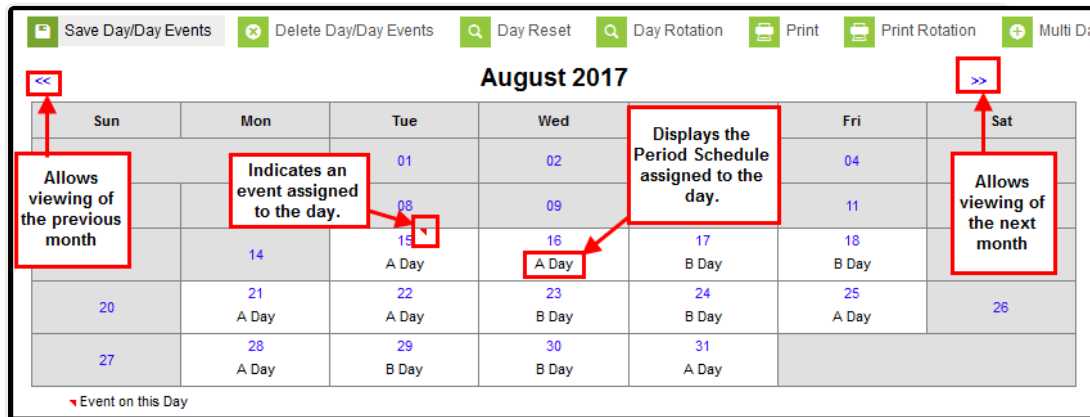 Save Day/Day Events Delete Day/Day Events Day Reset Day Rotation Print Print Rotation Multi Da
<< August 2017 >>
Sun Mon Tue Wed Fri Sat
01 02 04
08 09 11
14 15 16 17 18
A Day A Day B Day B Day
20 21 22 23 24 25 26
A Day A Day B Day B Day A Day
27 28 29 30 31
A Day B Day B Day A Day
Event on this Day
Allows
viewing of
the previous
month
Indicates an
event assigned
to the day.
Displays the
Period Schedule
assigned to the
day.
Allows
viewing of
the next
month